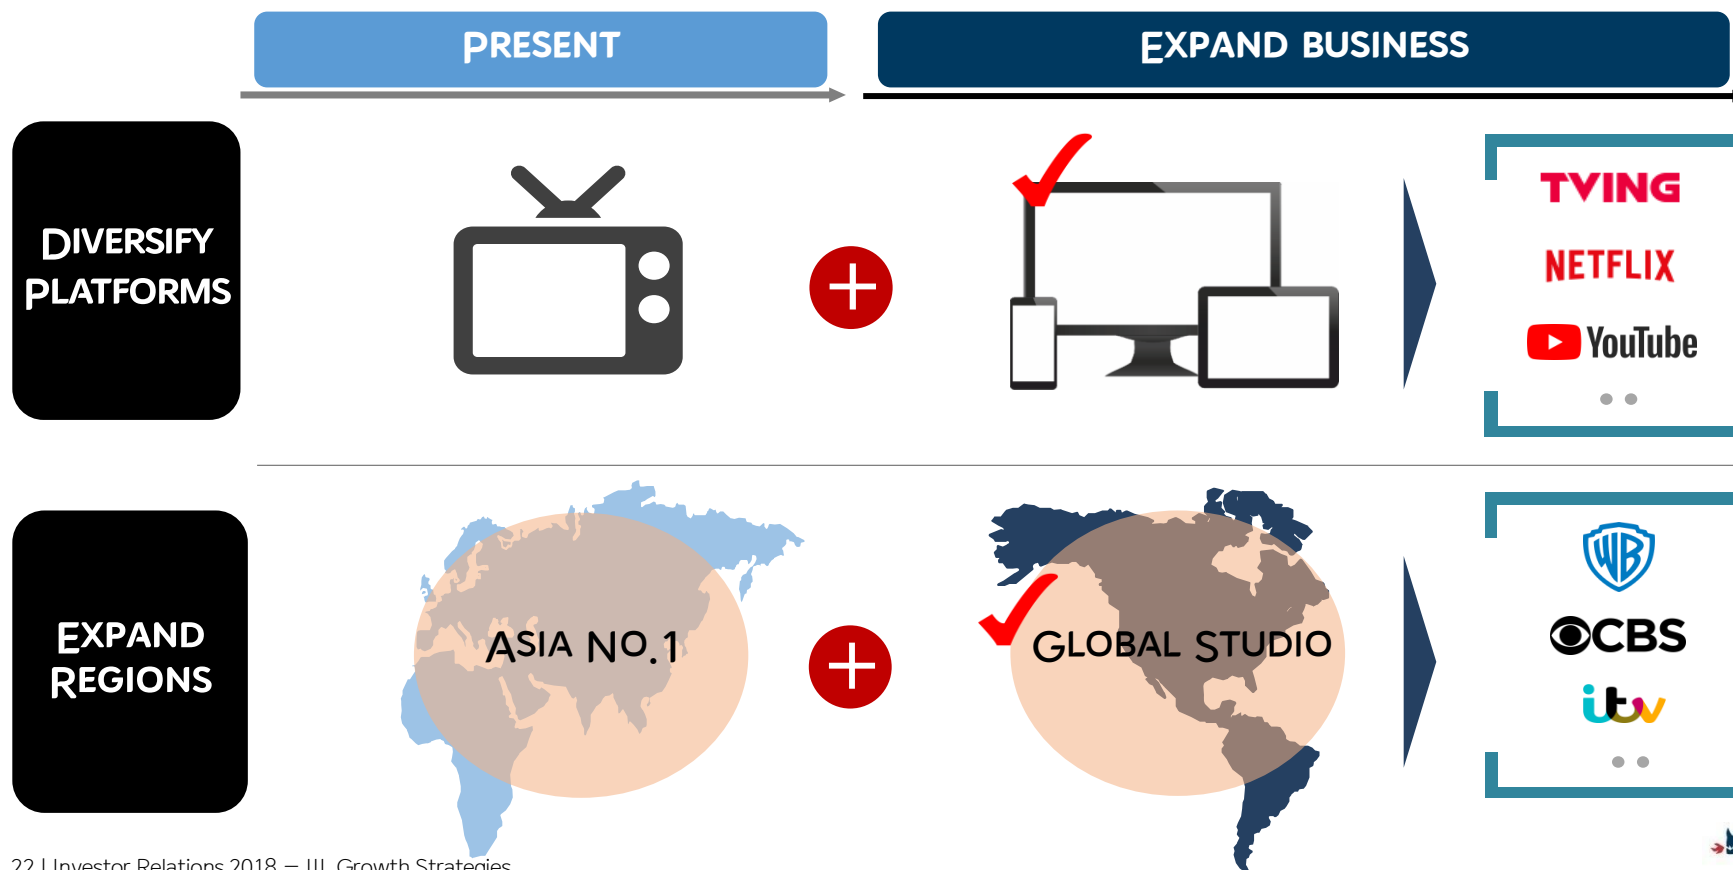 PRESENT
EXPAND BUSINESS
DIVERSIFY
PLATFORMS
TVING
NETFLIX
YouTube
EXPAND
REGIONS
ASIA NO.1
GLOBAL STUDIO
WB
CBS
itv
22 | Investor Relations 2018 – III. Growth Strategies